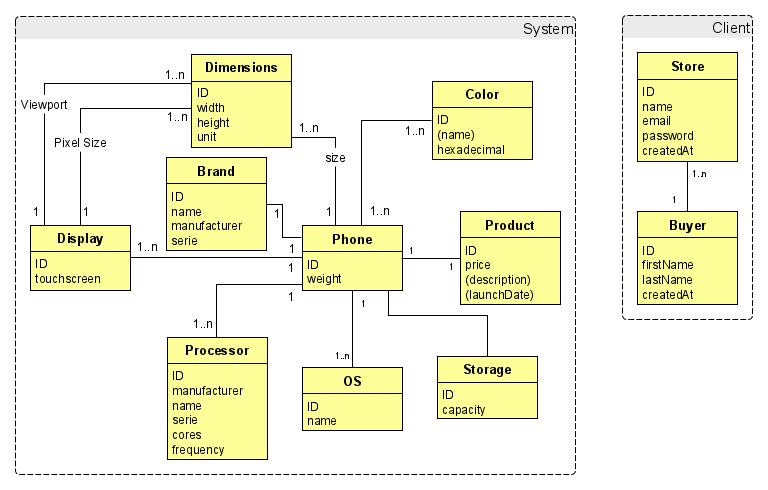 System
Client
Dimensions
ID
width
height
unit
1..n
1..n
1..n
Viewport
Pixel Size
size
Color
ID
(name)
hexadecimal
1..n
1..n
Store
ID
name
email
password
createdAt
1..n
1
Brand
ID
name
manufacturer
serie
1
1
1
1
Display
ID
touchscreen
1..n
Phone
ID
weight
1
1
1
1
1
Product
ID
price
(description)
(launchDate)
1
Buyer
ID
firstName
lastName
createdAt
1..n
Processor
ID
manufacturer
name
serie
cores
frequency
1..n
OS
ID
name
Storage
ID
capacity